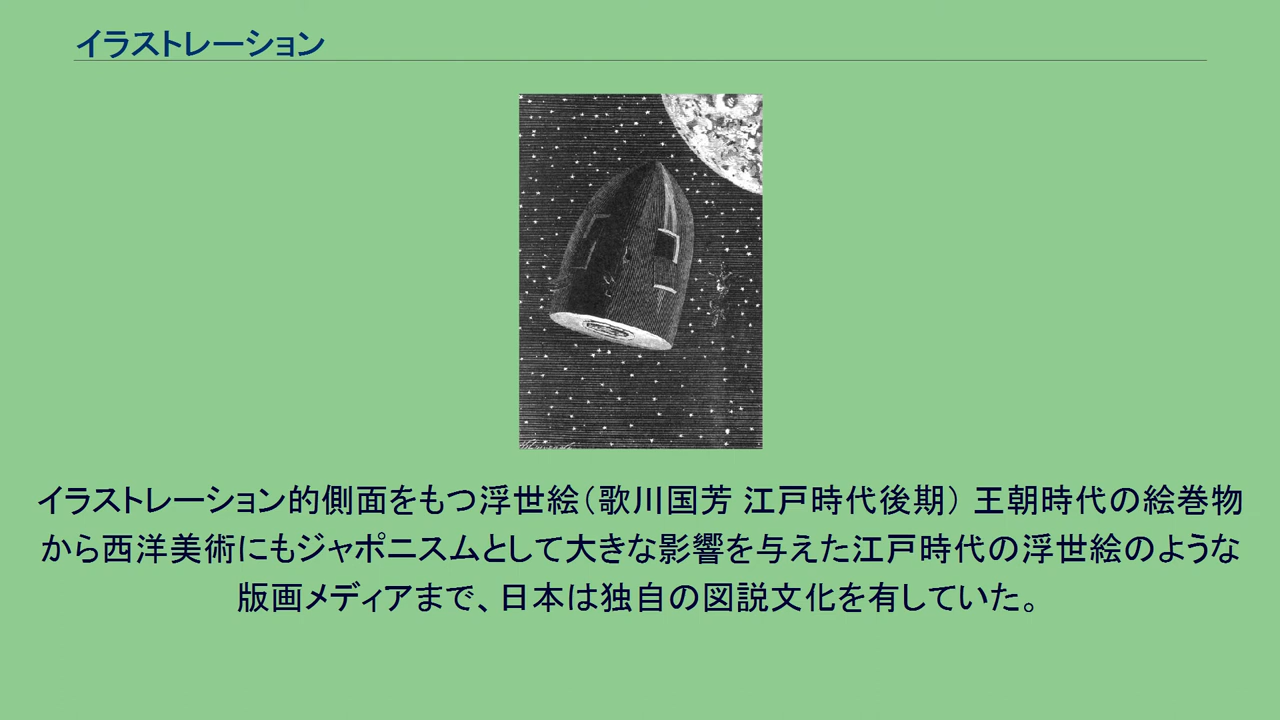 イラストレーション
イラストレーション的側面をもつ浮世絵（歌川国芳 江戸時代後期） 王朝時代の絵巻物
から西洋美術にもジャポニスムとして大きな影響を与えた江戸時代の浮世絵のような
版画メディアまで、日本は独自の図説文化を有していた。